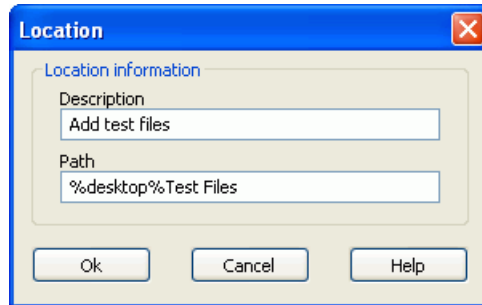 Location
Location information
Description
Add test files
Path
%desktop%Test Files
Ok Cancel Help